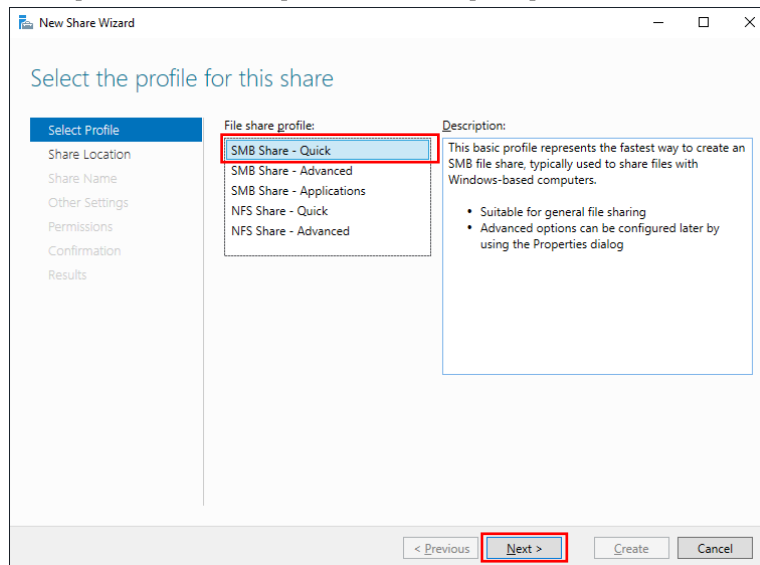 New Share Wizard
Select the profile for this share
Select Profile
Share Location
Share Name
Other Settings
Permissions
Confirmation
Results
File share profile:
SMB Share - Quick
SMB Share - Advanced
SMB Share - Applications
NFS Share - Quick
NFS Share - Advanced
Description:
This basic profile represents the fastest way to create an
SMB file share, typically used to share files with
Windows-based computers.
• Suitable for general file sharing
• Advanced options can be configured later by
using the Properties dialog
< Previous
Next >
Create
Cancel